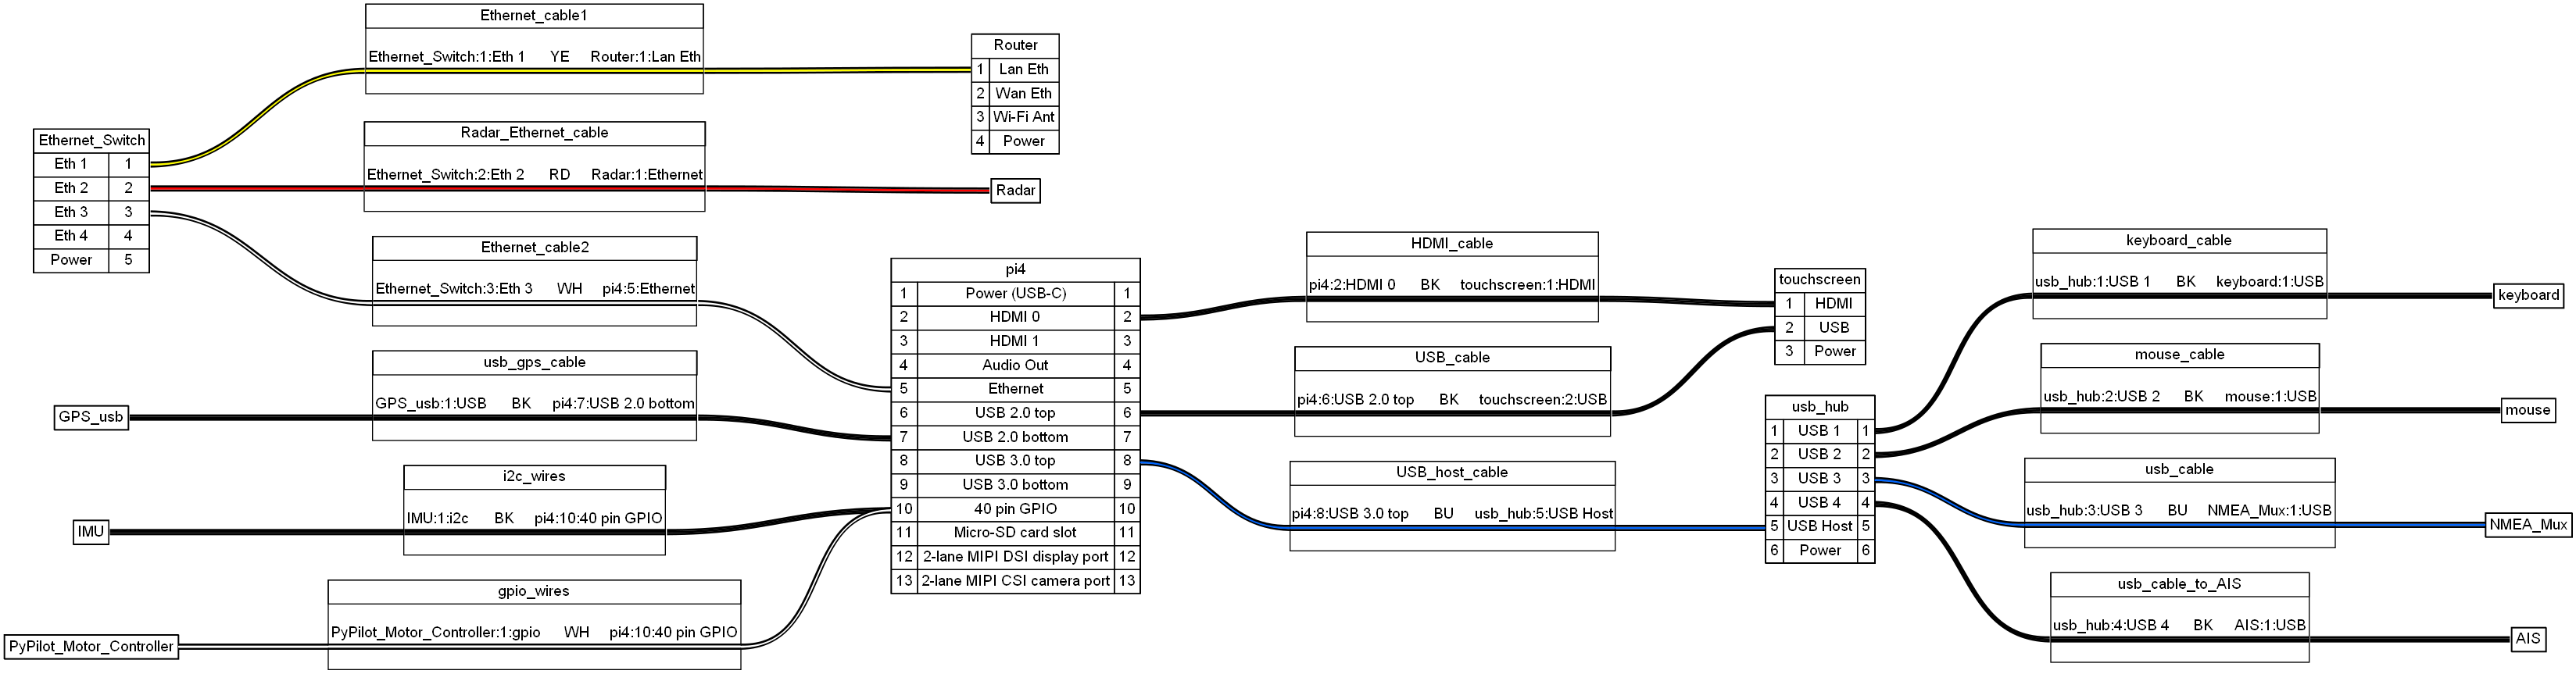 Ethernet_cable1
Ethernet_Switch:1:Eth 1 YE Router:1:Lan Eth
Router
1 Lan Eth
2 Wan Eth
3 Wi-Fi Ant
4 Power
Ethernet_Switch
Eth 1 1
Eth 2 2
Eth 3 3
Eth 4 4
Power 5
Radar_Ethernet_cable
Ethernet_Switch:2:Eth 2 RD Radar:1:Ethernet
Radar
Ethernet_cable2
Ethernet_Switch:3:Eth 3 WH pi4:5:Ethernet
usb_gps_cable
GPS_usb:1:USB BK pi4:7:USB 2.0 bottom
GPS_usb
i2c_wires
IMU:1:i2c BK pi4:10:40 pin GPIO
IMU
gpio_wires
PyPilot_Motor_Controller:1:gpio WH pi4:10:40 pin GPIO
PyPilot_Motor_Controller
pi4
1 Power (USB-C) 1
2 HDMI 0 2
3 HDMI 1 3
4 Audio Out 4
5 Ethernet 5
6 USB 2.0 top 6
7 USB 2.0 bottom 7
8 USB 3.0 top 8
9 USB 3.0 bottom 9
10 40 pin GPIO 10
11 Micro-SD card slot 11
12 2-lane MIPI DSI display port 12
13 2-lane MIPI CSI camera port 13
HDMI_cable
pi4:2:HDMI 0 BK touchscreen:1:HDMI
USB_cable
pi4:6:USB 2.0 top BK touchscreen:2:USB
USB_host_cable
pi4:8:USB 3.0 top BU usb_hub:5:USB Host
touchscreen
1 HDMI
2 USB
3 Power
usb_hub
1 USB 1 1
2 USB 2 2
3 USB 3 3
4 USB 4 4
5 USB Host 5
6 Power 6
keyboard_cable
usb_hub:1:USB 1 BK keyboard:1:USB
keyboard
mouse_cable
usb_hub:2:USB 2 BK mouse:1:USB
mouse
usb_cable
usb_hub:3:USB 3 BU NMEA_Mux:1:USB
NMEA_Mux
usb_cable_to_AIS
usb_hub:4:USB 4 BK AIS:1:USB
AIS